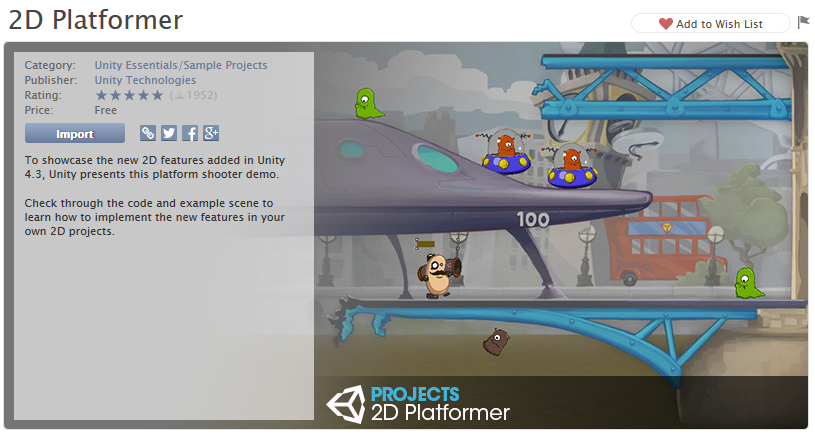 2D Platformer
Add to Wish List
Category: Unity Essentials/Sample Projects
Publisher: Unity Technologies
Rating: (1952)
Price: Free
Import
To showcase the new 2D features added in Unity
4.3, Unity presents this platform shooter demo.
Check through the code and example scene to
learn how to implement the new features in your
own 2D projects.
100
PROJECTS
2D Platformer